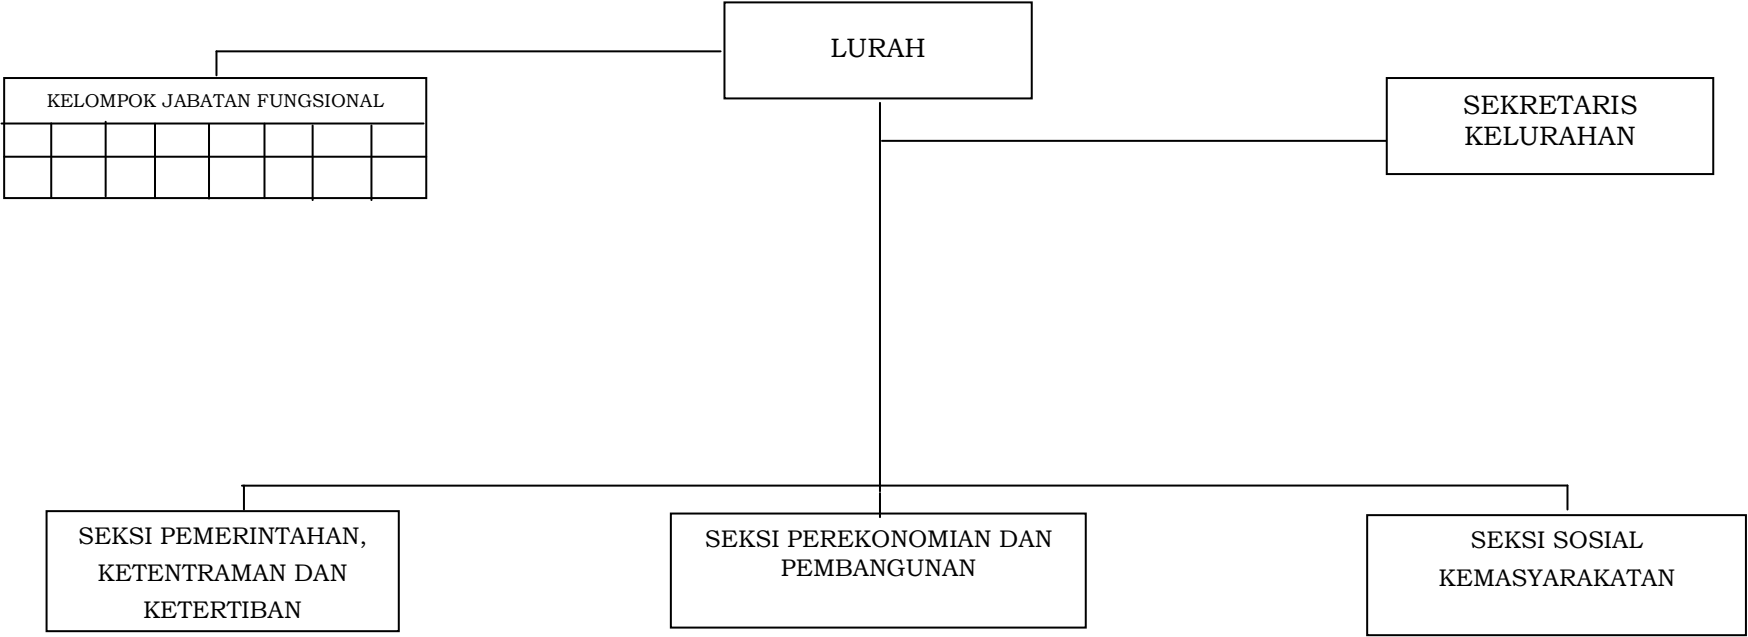 LURAH
KELOMPOK JABATAN FUNGSIONAL
SEKRETARIS
KELURAHAN
SEKSI PEMERINTAHAN,
KETENTRAMAN DAN
KETERTIBAN
SEKSI PEREKONOMIAN DAN
PEMBANGUNAN
SEKSI SOSIAL
KEMASYARAKATAN